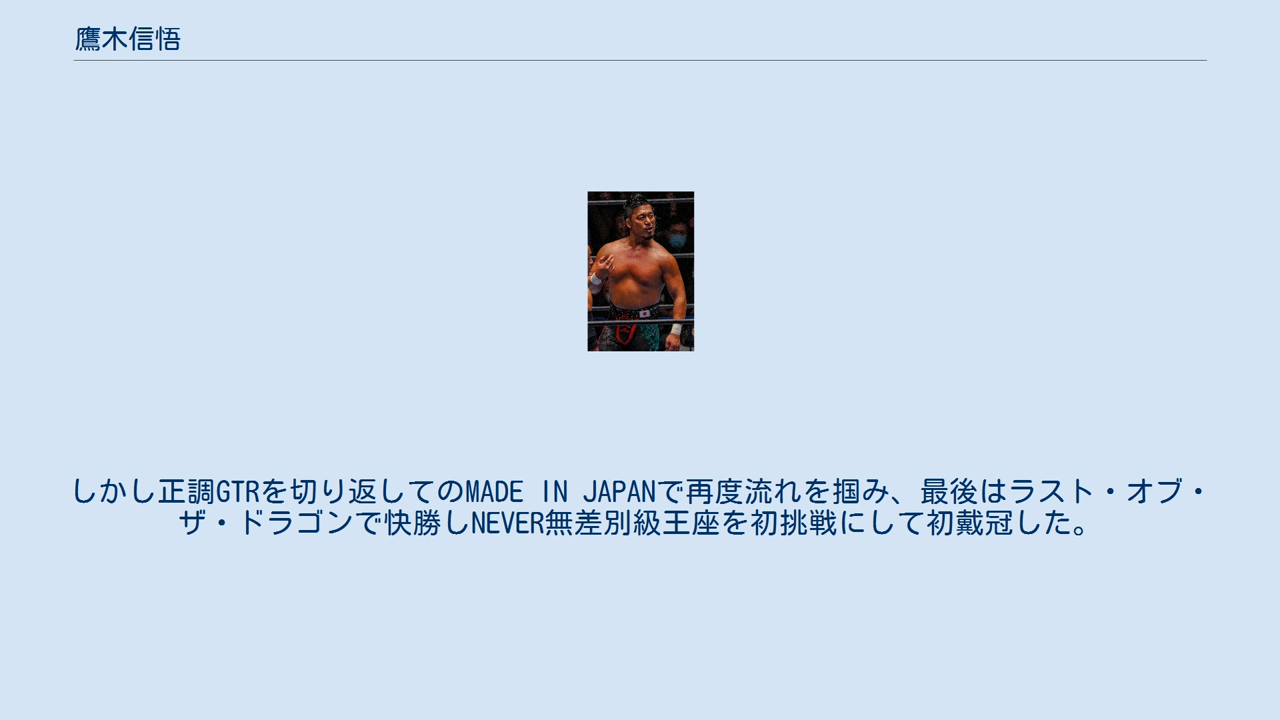 鷹木信悟
しかし正調GTRを切り返してのMADE IN JAPANで再度流れを掴み、最後はラスト・オブ・
ザ・ドラゴンで快勝しNEVER無差別級王座を初挑戦にして初戴冠した。